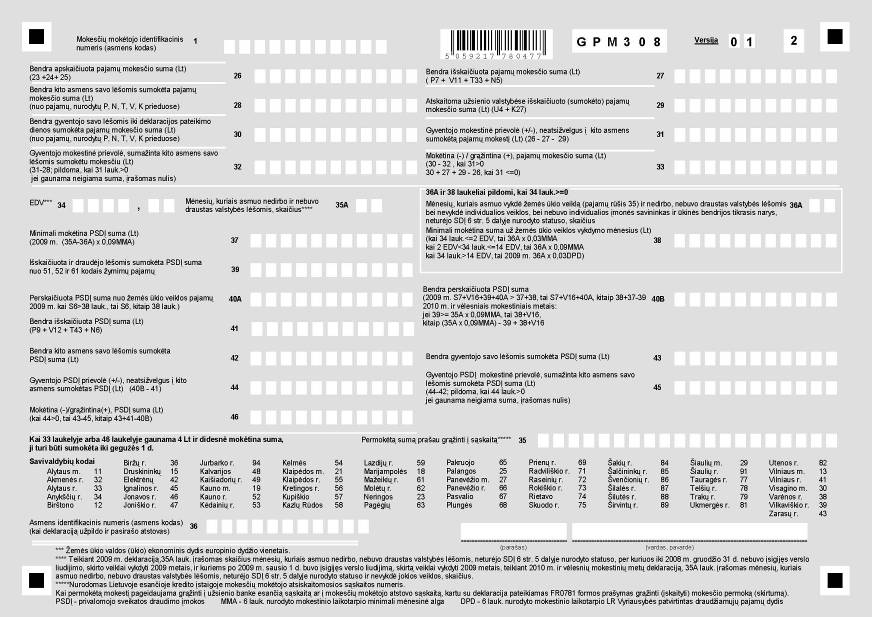 Mokesčių mokėtojo identifikacinis 1
numeris (asmens kodas)
5 059217 780477
GPM308
Versija 01 2
Bendra apskaičiuota pajamų mokesčio suma (Lt)
(23 +24+ 25) 26
Bendra išskaičiuota pajamų mokesčio suma (Lt)
( P7 + V11 + T33 + N5) 27
Bendra kito asmens savo lėšomis sumokėta
pajamų mokesčio suma (Lt)
(nuo pajamų, nurodytų P, N, T, V, K prieduose) 28
Atskaitoma užsienio valstybėse išskaičiuoto (sumokėto) pajamų
mokesčio suma (Lt) (U4 + K27) 29
Bendra gyventojo savo lėšomis iki deklaracijos pateikimo
dienos sumokėta pajamų mokesčio suma (Lt)
(nuo pajamų, nurodytų P, N, T, V, K prieduose) 30
Gyventojo mokestinė prievolė (+/-), neatsižvelgus į kito asmens
sumokėtą pajamų mokestį (Lt) (26 - 27 - 29) 31
Gyventojo mokestinė prievolė, sumažinta kito asmens savo
lėšomis sumokėtu mokesčiu (Lt)
(31-28; pildoma, kai 31 lauk.>0
jei gaunama neigiama suma, įrašomas nulis) 32
Mokėtina (-) / grąžintina (+), pajamų mokesčio suma (Lt)
(30 - 32 , kai 31>0
30 + 27 + 29 - 26, kai 31 <=0) 33
EDV*** 34 ,
Mėnesių, kuriais asmuo nedirbo ir nebuvo
draustas valstybės lėšomis, skaičius**** 35A
36A ir 38 laukeliai pildomi, kai 34 lauk.>=0
Mėnesių, kuriais asmuo vykdė žemės ūkio veiklą (pajamų rūšis 35) ir nedirbo, nebuvo draustas valstybės lėšomis 36A
bei nevykdė individualios veiklos, bei nebuvo individualios įmonės savininkas ir ūkinės bendrijos tikrasis narys,
neturėjo SDĮ 6 str. 5 dalyje nurodyto statuso, skaičius
Minimali mokėtina suma už žemės ūkio veiklos vykdymo mėnesius (Lt)
(kai 34 lauk.<=2 EDV, tai 36A x 0,03MMA 38
kai 2 EDV<34 lauk.<=14 EDV, tai 36A x 0,09MMA
kai 34 lauk.>14 EDV, tai 2009 m. 36A x 0,03DPD)
Minimali mokėtina PSDĮ suma (Lt)
(2009 m. (35A-36A) x 0,09MMA 37
Išskaičiuota ir draudėjo lėšomis sumokėta PSDĮ suma
nuo 51, 52 ir 61 kodais žymimų pajamų 39
Perskaičiuota PSDĮ suma nuo žemės ūkio veiklos pajamų 40A
2009 m. kai S6>38 lauk., tai S6, kitaip 38 lauk.)
Bendra perskaičiuota PSDĮ suma
(2009 m. S7+V16+39+40A > 37+38, tai S7+V16+40A, kitaip 38+37-39 40B
2010 m. ir vėlesniais mokestiniais metais:
jei 39>= 35A x 0,09MMA, tai 38+V16,
kitaip (35A x 0,09MMA) - 39 + 38+V16
Bendra išskaičiuota PSDĮ suma (Lt)
(P9 + V12 + T43 + N6) 41
Bendra kito asmens savo lėšomis sumokėta
PSDĮ suma (Lt) 42
Bendra gyventojo savo lėšomis sumokėta PSDĮ suma (Lt) 43
Gyventojo PSDĮ prievolė (+/-), neatsižvelgus į kito
asmens sumokėtas PSDĮ (Lt) (40B - 41) 44
Gyventojo PSDĮ mokestinė prievolė, sumažinta kito asmens savo
lėšomis sumokėta PSDĮ suma (Lt)
(44-42; pildoma, kai 44 lauk.>0 45
jei gaunama neigiama suma, įrašomas nulis)
Mokėtina (-)/grąžintina(+), PSDĮ suma (Lt)
(kai 44>0, tai 43-45, kitaip 43+41-40B) 46
Kai 33 laukelyje arba 46 laukelyje gaunama 4 Lt ir didesnė mokėtina suma,
ji turi būti sumokėta iki gegužės 1 d.
Permokėtą sumą prašau grąžinti į sąskaitą***** 35
Savivaldybių kodai Biržų r. 36 Jurbarko r. 94 Kelmės 54 Lazdijų r. 59 Pakruojo 65 Prienų r. 69 Šakių r. 84 Šiaulių m. 29 Utenos r. 82
Alytaus m. 11 Druskininkų 15 Kalvarijos 48 Klaipėdos m. 21 Marijampolės 18 Palangos 25 Radviliškio r. 71 Šalčininkų r. 85 Šiaulių r. 91 Vilniaus m. 13
Akmenės r. 32 Elektrėnų 42 Kaišiadorių r. 49 Klaipėdos r. 55 Mažeikių r. 61 Panevėžio m. 27 Raseinių r. 72 Švenčionių r. 86 Tauragės r. 77 Vilniaus r. 41
Alytaus r. 33 Ignalinos r. 45 Kauno m. 19 Kretingos r. 56 Molėtų r. 62 Panevėžio r. 66 Rokiškio r. 73 Šilalės r. 87 Telšių r. 78 Visagino m. 30
Anykščių r. 34 Jonavos r. 46 Kauno r. 52 Kupiškio 57 Neringos 23 Pasvalio 67 Rietavo 74 Šilutės r. 88 Trakų r. 79 Varėnos r. 38
Birštono 12 Joniškio r. 47 Kėdainių r. 53 Kazlų Rūdos 58 Pagėgių 63 Plungės 68 Skuodo r. 75 Širvintų r. 89 Ukmergės r. 81 Vilkaviškio r. 39
Zarasų r. 43
Asmens identifikacinis numeris (asmens kodas) 36
(kai deklaraciją užpildo ir pasirašo atstovas)
(parašas) (vardas, pavardė)
*** Žemės ūkio valdos (ūkio) ekonominis dydis europinio dydžio vienetais.
**** Teikiant 2009 m. deklaraciją,35A lauk. įrašomas skaičius mėnesių, kuriais asmuo nedirbo, nebuvo draustas valstybės lėšomis, neturėjo SDĮ 6 str. 5 dalyje nurodyto statuso, per kuriuos iki 2008 m. gruodžio 31 d. nebuvo įsigijęs verslo
liudijimo, skirto veiklai vykdyti 2009 metais, ir kuriems po 2009 m. sausio 1 d. buvo įsigijęs verslo liudijimą, skirtą veiklai vykdyti 2009 metais, teikiant 2010 m. ir vėlesnių mokestinių metų deklaraciją, 35A lauk. įrašomas mėnesių, kuriais
asmuo nedirbo ir nebuvo draustas valstybės lėšomis, neturėjo SDĮ 6 str. 5 dalyje nurodyto statuso ir nevykdė jokios veiklos, skaičius.
*****Nurodomas Lietuvoje esančioje kredito įstaigoje mokesčių mokėtojo atsiskaitomosios sąskaitos numeris.
Kai permokėtą mokestį pageidaujama grąžinti į užsienio banke esančią sąskaitą ar į mokesčių mokėtojo atstovo sąskaitą, kartu su deklaracija pateikiamas FR0781 formos prašymas grąžinti (įskaityti) mokesčio permoką (skirtumą).
PSDĮ - privalomojo sveikatos draudimo įmokos MMA - 6 lauk. nurodyto mokestinio laikotarpio minimali mėnesinė alga DPD - 6 lauk. nurodyto mokestinio laikotarpio LR Vyriausybės patvirtintas draudžiamųjų pajamų dydis